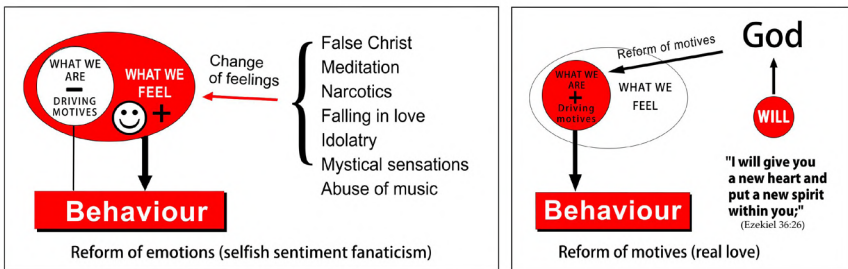 WHAT WE
ARE
–
DRIVING
MOTIVES
WHAT WE
FEEL
+
Change
of feelings
False Christ
Meditation
Narcotics
Falling in love
Idolatry
Mystical sensations
Abuse of music
Behaviour
Reform of emotions (selfish sentiment fanaticism)
Reform of motives
God
WHAT WE
ARE
+
Driving
motives
WHAT WE
FEEL
WILL
"I will give you
a new heart and
put a new spirit
within you;"
(Ezekiel 36:26)
Behaviour
Reform of motives (real love)